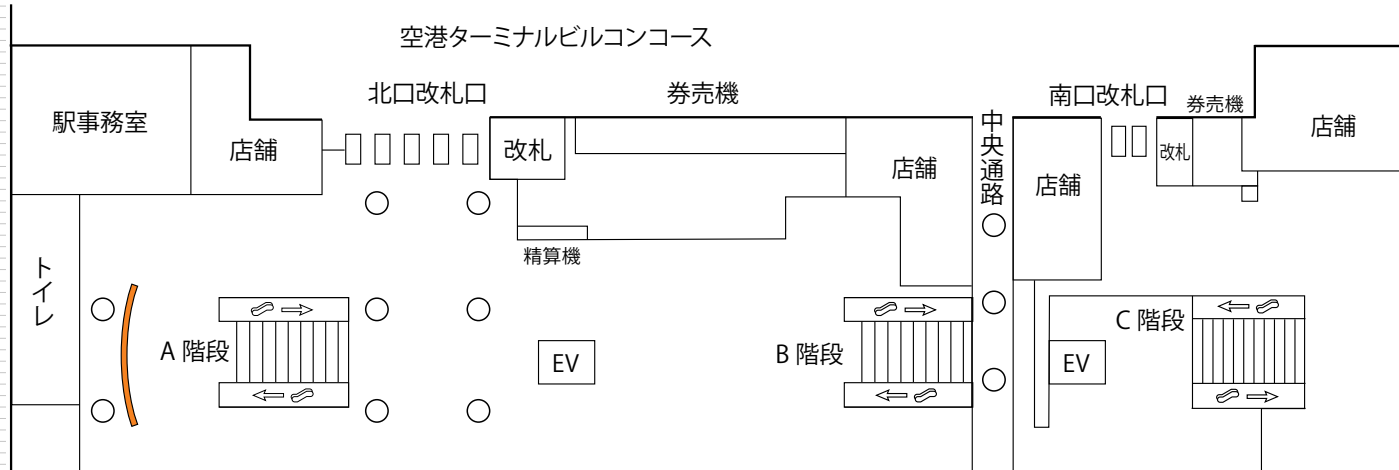 空港ターミナルビルコンコース
北口改札口
券売機
南口改札口
券売機
駅事務室
店舗
改札
店舗
中央通路
店舗
改札
店舗
精算機
トイレ
A 階段
EV
B 階段
EV
C 階段